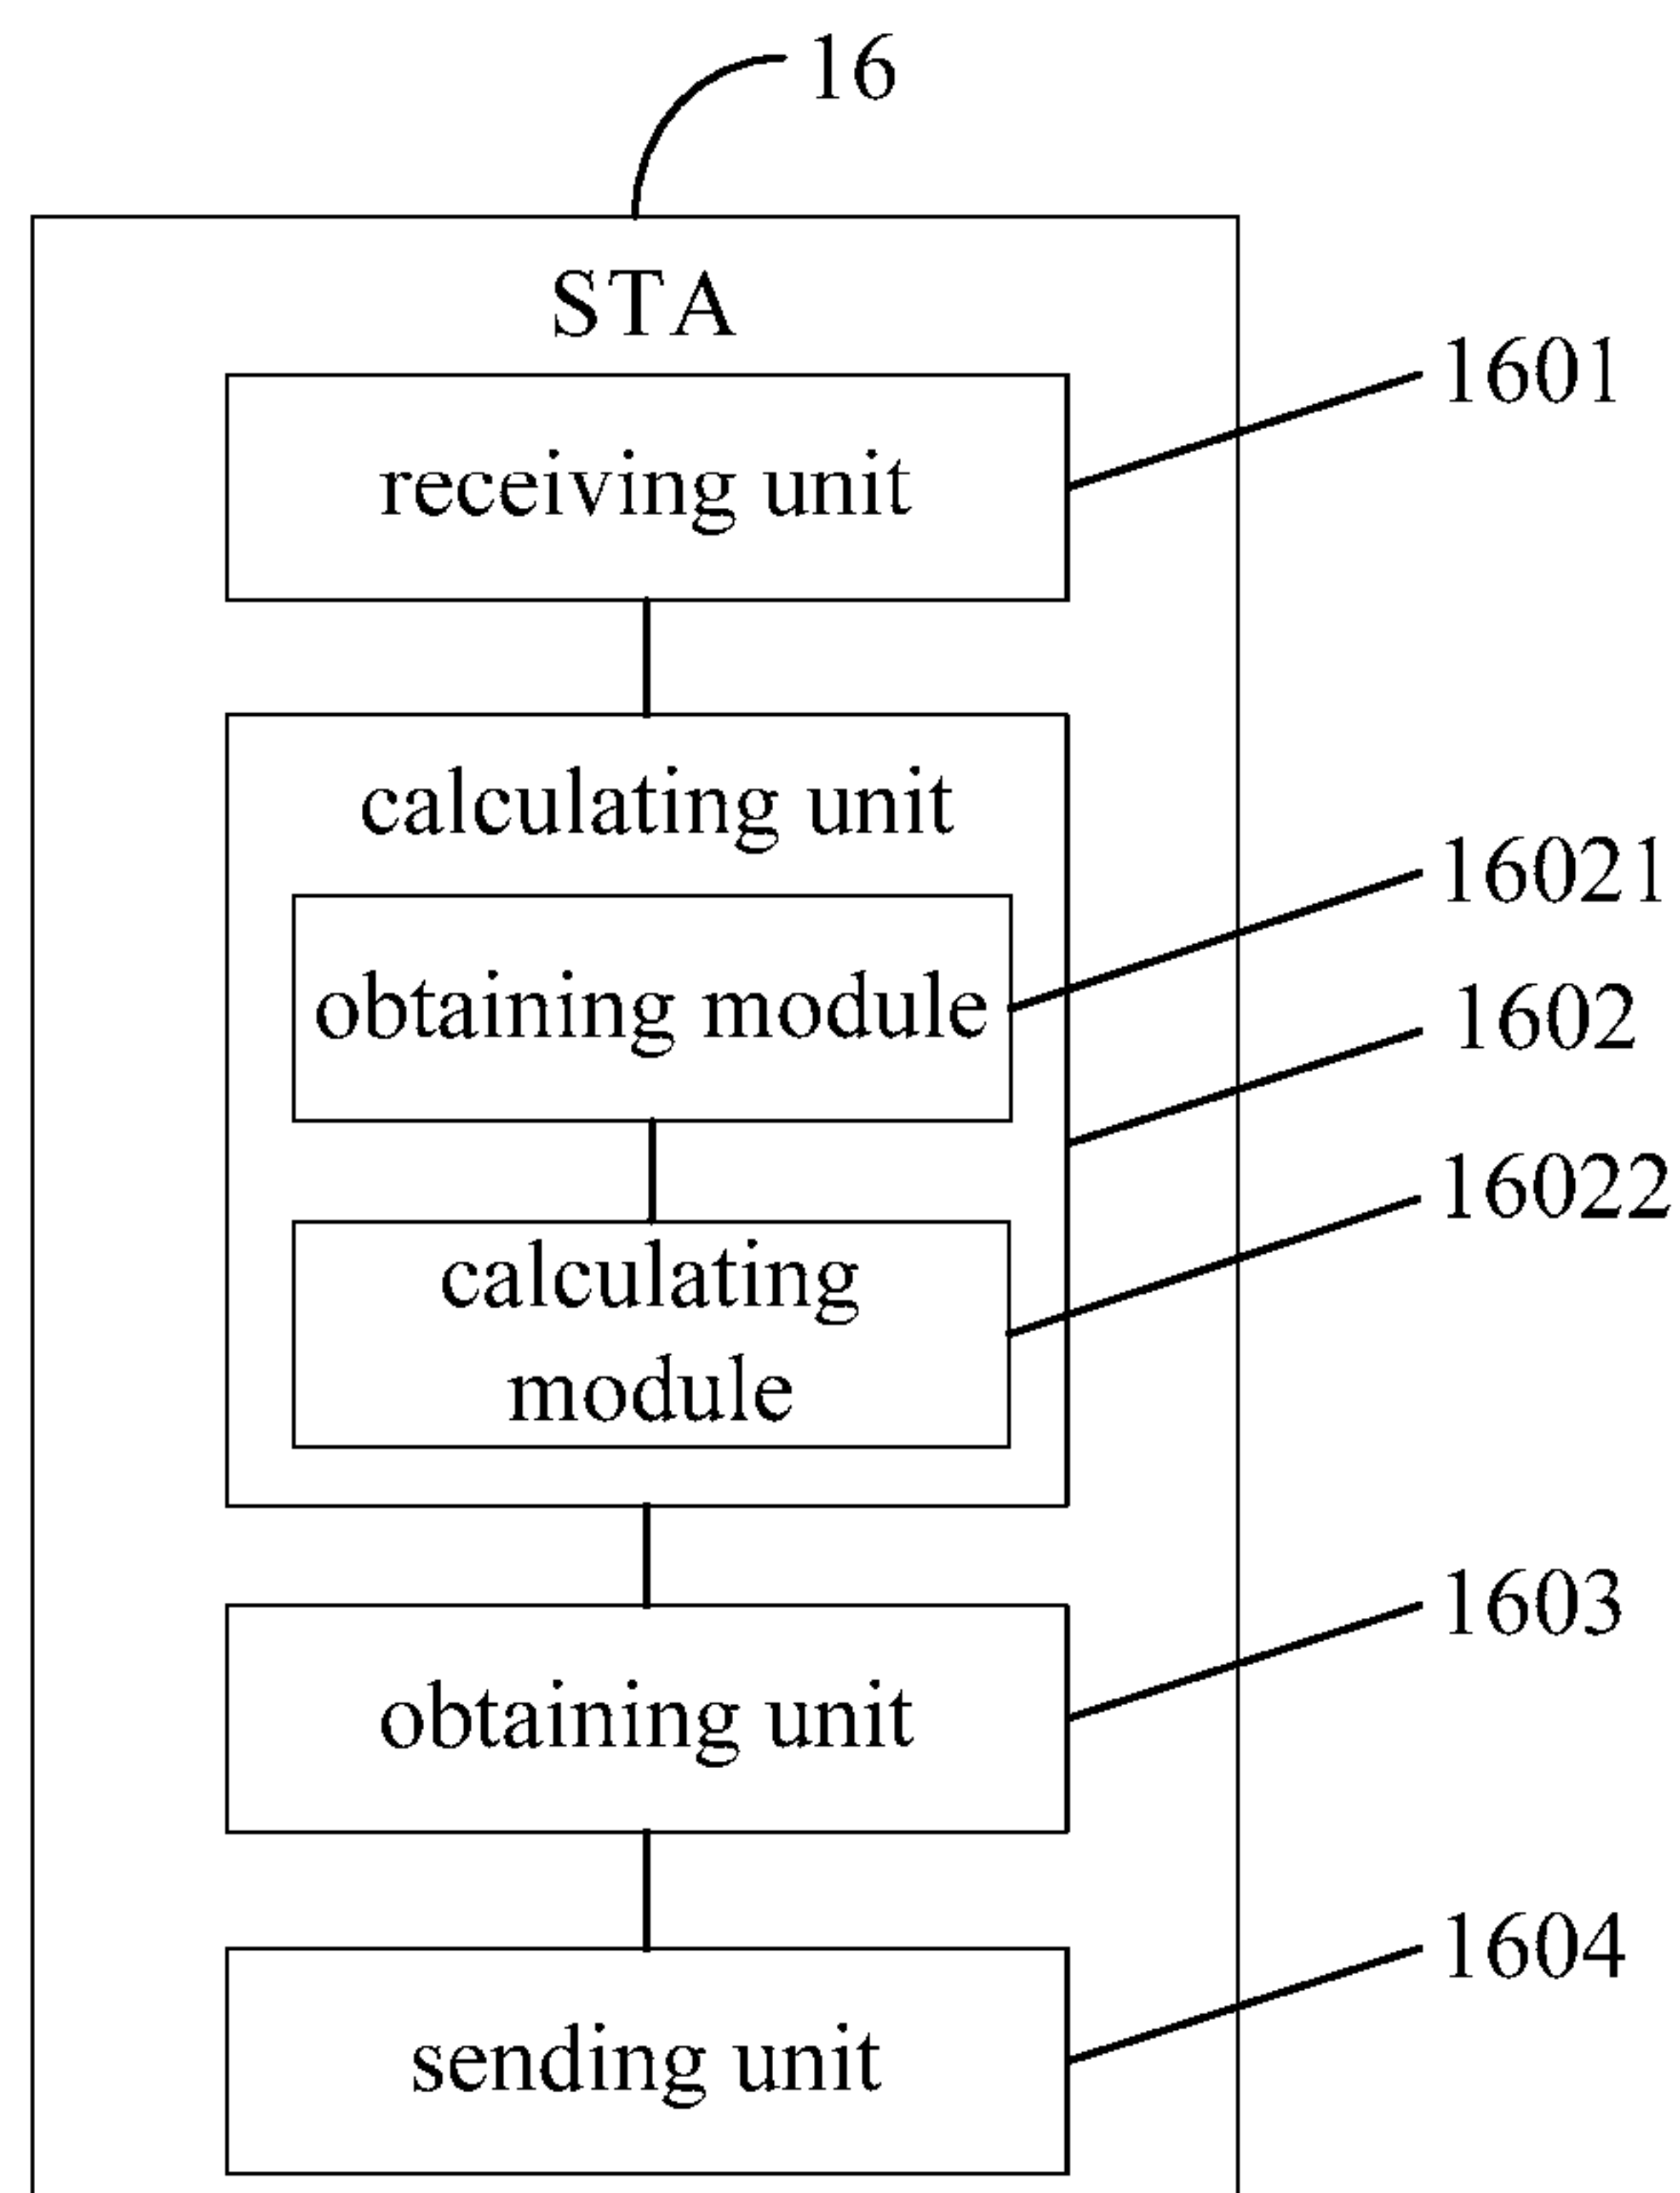 16
STA
1601
receiving unit
calculating unit
16021
obtaining module
1602
16022
calculating
module
1603
obtaining unit
1604
sending unit